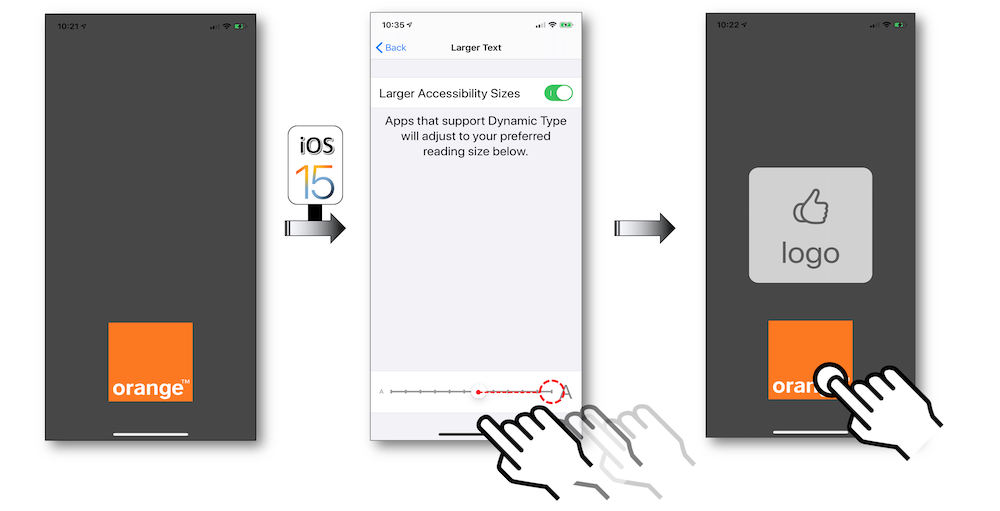 10:21
orange™
iOS
15
10:35
Back
Larger Text
Larger Accessibility Sizes
Apps that support Dynamic Type
will adjust to your preferred
reading size below.
A
A
10:22
logo
oran